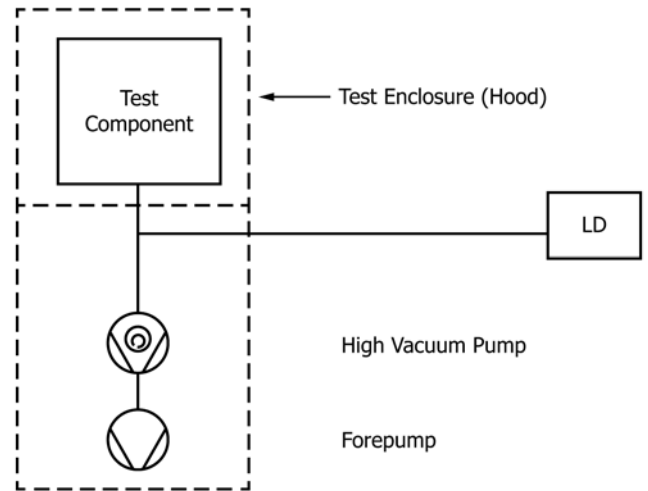 Test
Component
Test Enclosure (Hood)
LD
High Vacuum Pump
Forepump